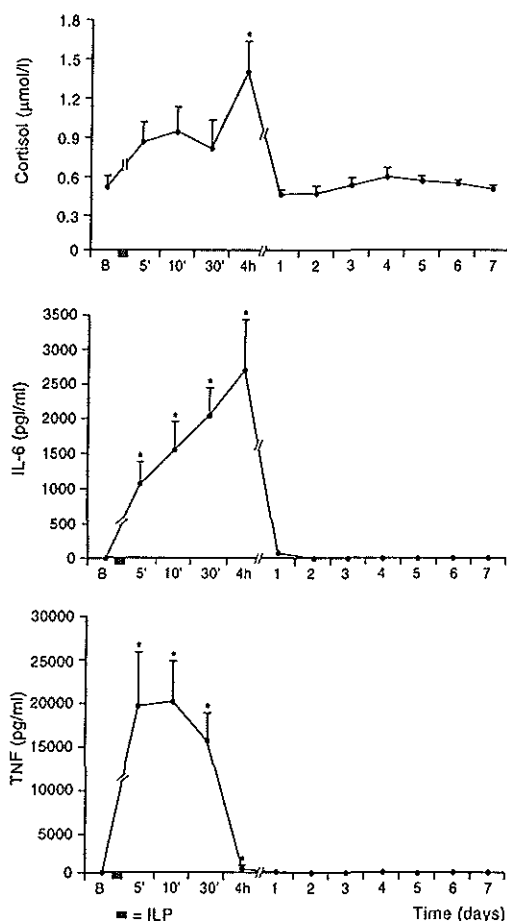 1.8
1.5
1.2
0.9
0.6
0.3
0
Cortisol (µmol/l)
*
B 5' 10' 30' 4h 1 2 3 4 5 6 7
3500
3000
2500
2000
1500
1000
500
0
IL-6 (pgl/ml)
* * * *
B 5' 10' 30' 4h 1 2 3 4 5 6 7
30000
25000
20000
15000
10000
5000
0
TNF (pg/ml)
* * * *
B 5' 10' 30' 4h 1 2 3 4 5 6 7
= ILP Time (days)